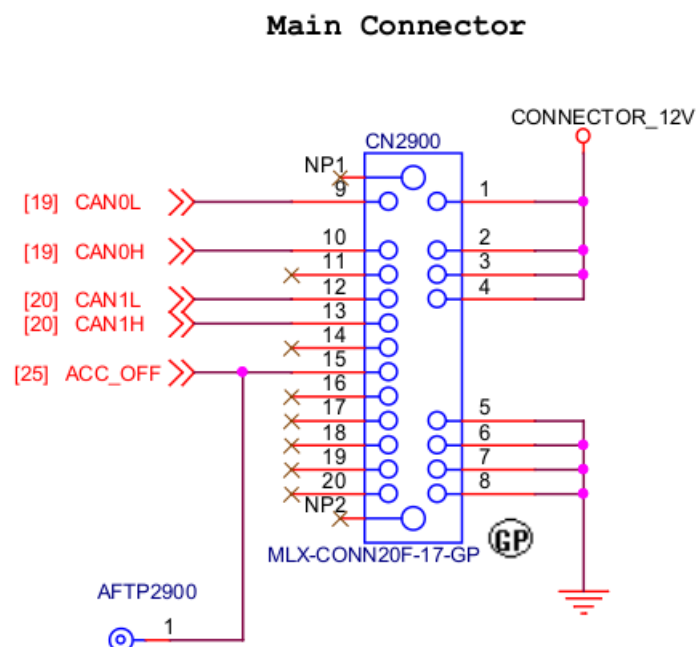 Main Connector
CONNECTOR_12V
CN2900
NP1
[19] CAN0L 9 1
[19] CAN0H 10 2
11 3
[20] CAN1L 12 4
[20] CAN1H 13
14
[25] ACC_OFF 15
16
17 5
18 6
19 7
20 8
NP2
GP
MLX-CONN20F-17-GP
AFTP2900
1